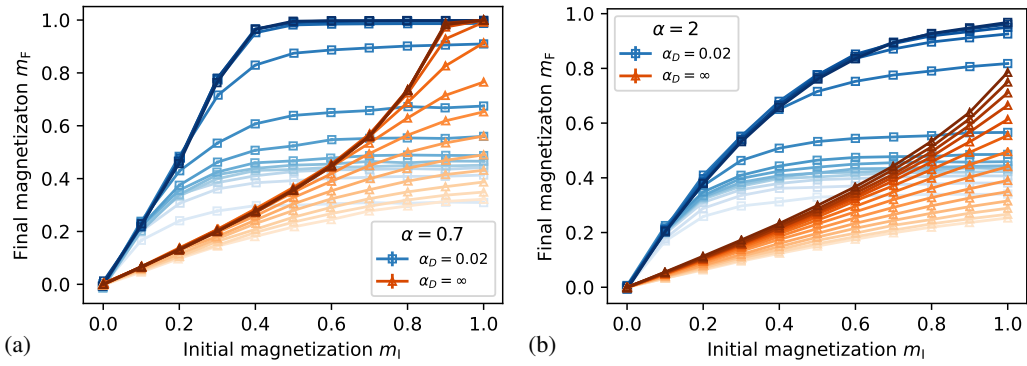 1.0
0.8
0.6
0.4
0.2
0.0
Final magnetizaton m_F
α = 0.7
α_D = 0.02
α_D = ∞
0.0 0.2 0.4 0.6 0.8 1.0
Initial magnetization m_I
(a)
1.0
0.8
0.6
0.4
0.2
0.0
Final magnetizaton m_F
α = 2
α_D = 0.02
α_D = ∞
0.0 0.2 0.4 0.6 0.8 1.0
Initial magnetization m_I
(b)